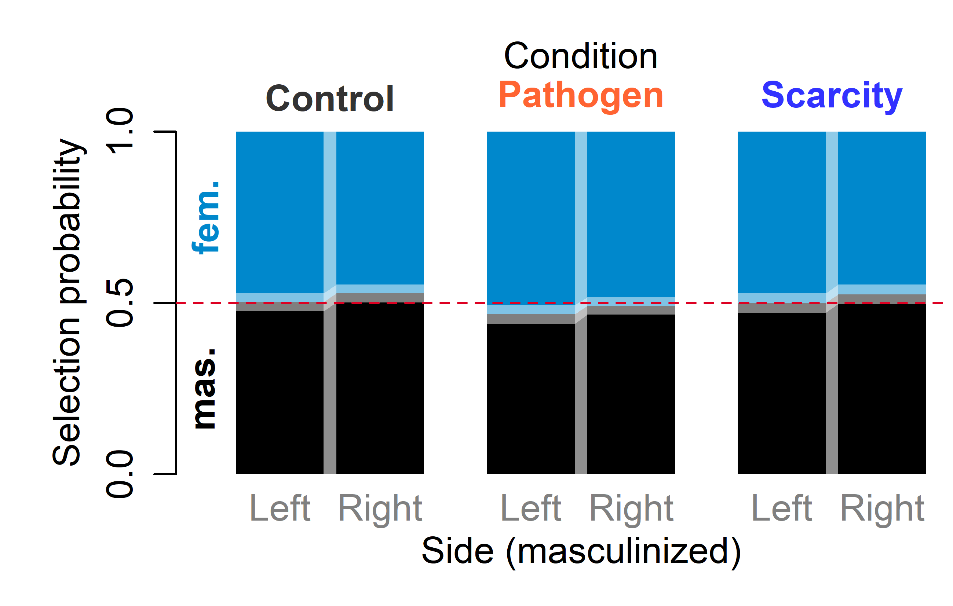 Condition
Control Pathogen Scarcity
Selection probability
1.0
0.5
0.0
fem.
mas.
Left Right Left Right Left Right
Side (masculinized)